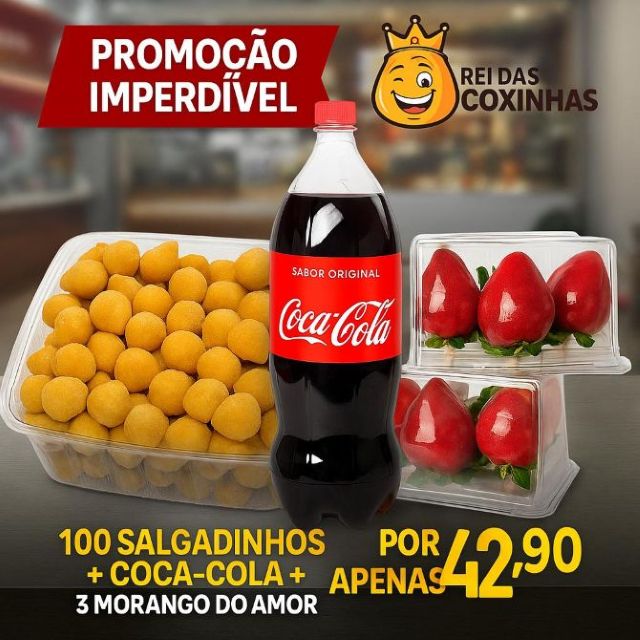 PROMOCÃO
IMPERDÍVEL
REI DAS
COXINHAS
SABOR ORIGINAL
Coca-Cola
100 SALGADINHOS
+ COCA-COLA +
3 MORANGO DO AMOR
POR
APENAS 42,90